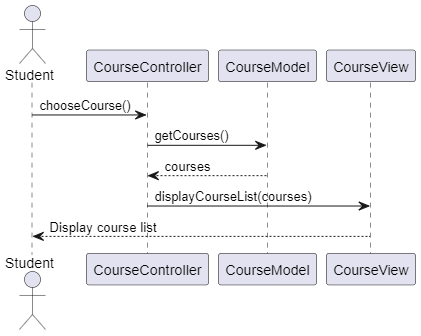 Student
CourseController
CourseModel
CourseView
chooseCourse()
getCourses()
courses
displayCourseList(courses)
Display course list
Student
CourseController
CourseModel
CourseView